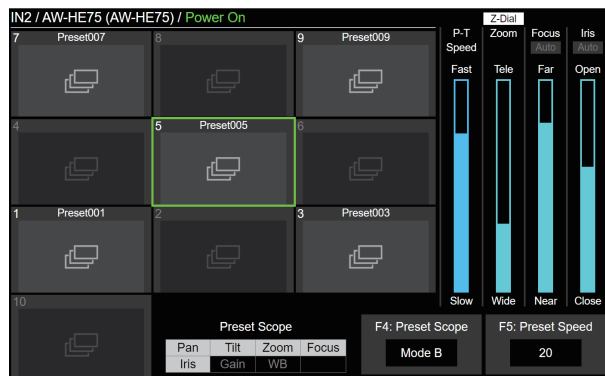 IN2 / AW-HE75 (AW-HE75) / Power On
Z-Dial
P-T Speed Zoom Focus Iris
Auto Auto
7 Preset007 8 9 Preset009
Fast Tele Far Open
4 5 Preset005 6
1 Preset001 2 3 Preset003
10
Slow Wide Near Close
Preset Scope
Pan Tilt Zoom Focus
Iris Gain WB
F4: Preset Scope
Mode B
F5: Preset Speed
20